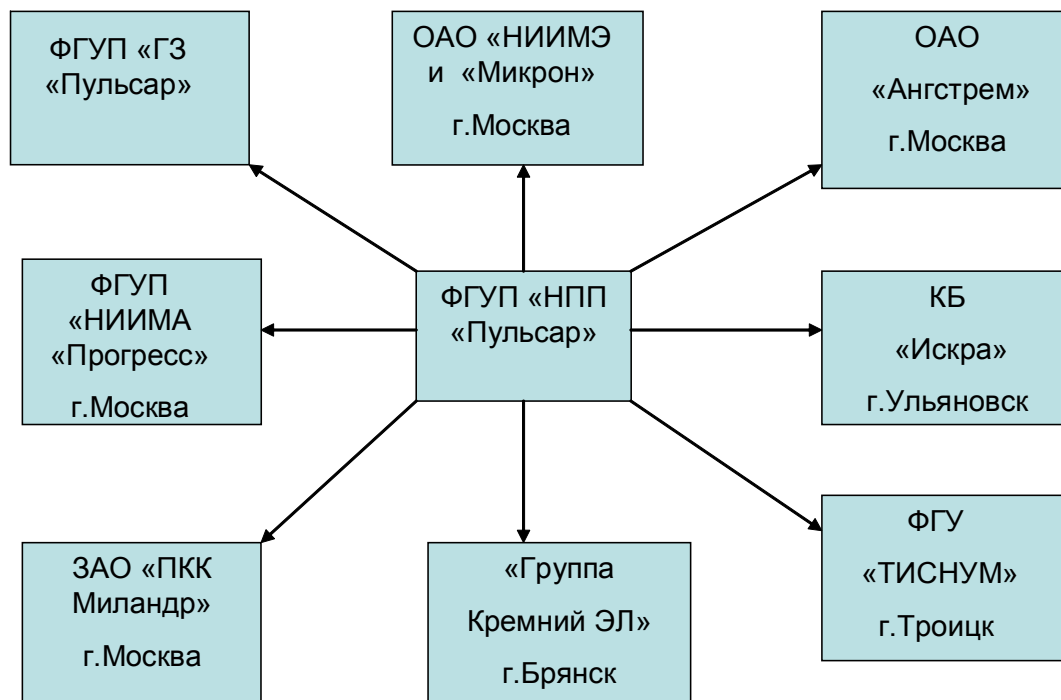 ФГУП «ГЗ
«Пульсар»
ОАО «НИИМЭ
и «Микрон»
г.Москва
ОАО
«Ангстрем»
г.Москва
ФГУП
«НИИМА
«Прогресс»
г.Москва
ФГУП «НПП
«Пульсар»
КБ
«Искра»
г.Ульяновск
ЗАО «ПКК
Миландр»
г.Москва
«Группа
Кремний ЭЛ»
г.Брянск
ФГУ
«ТИСНУМ»
г.Троицк